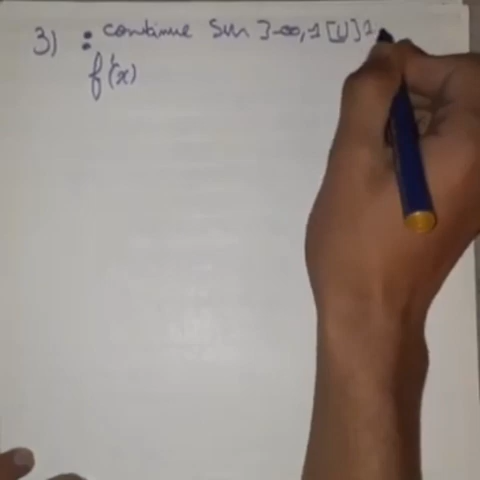 3) : continue sur ]-∞, 1[U]1
f'(x)